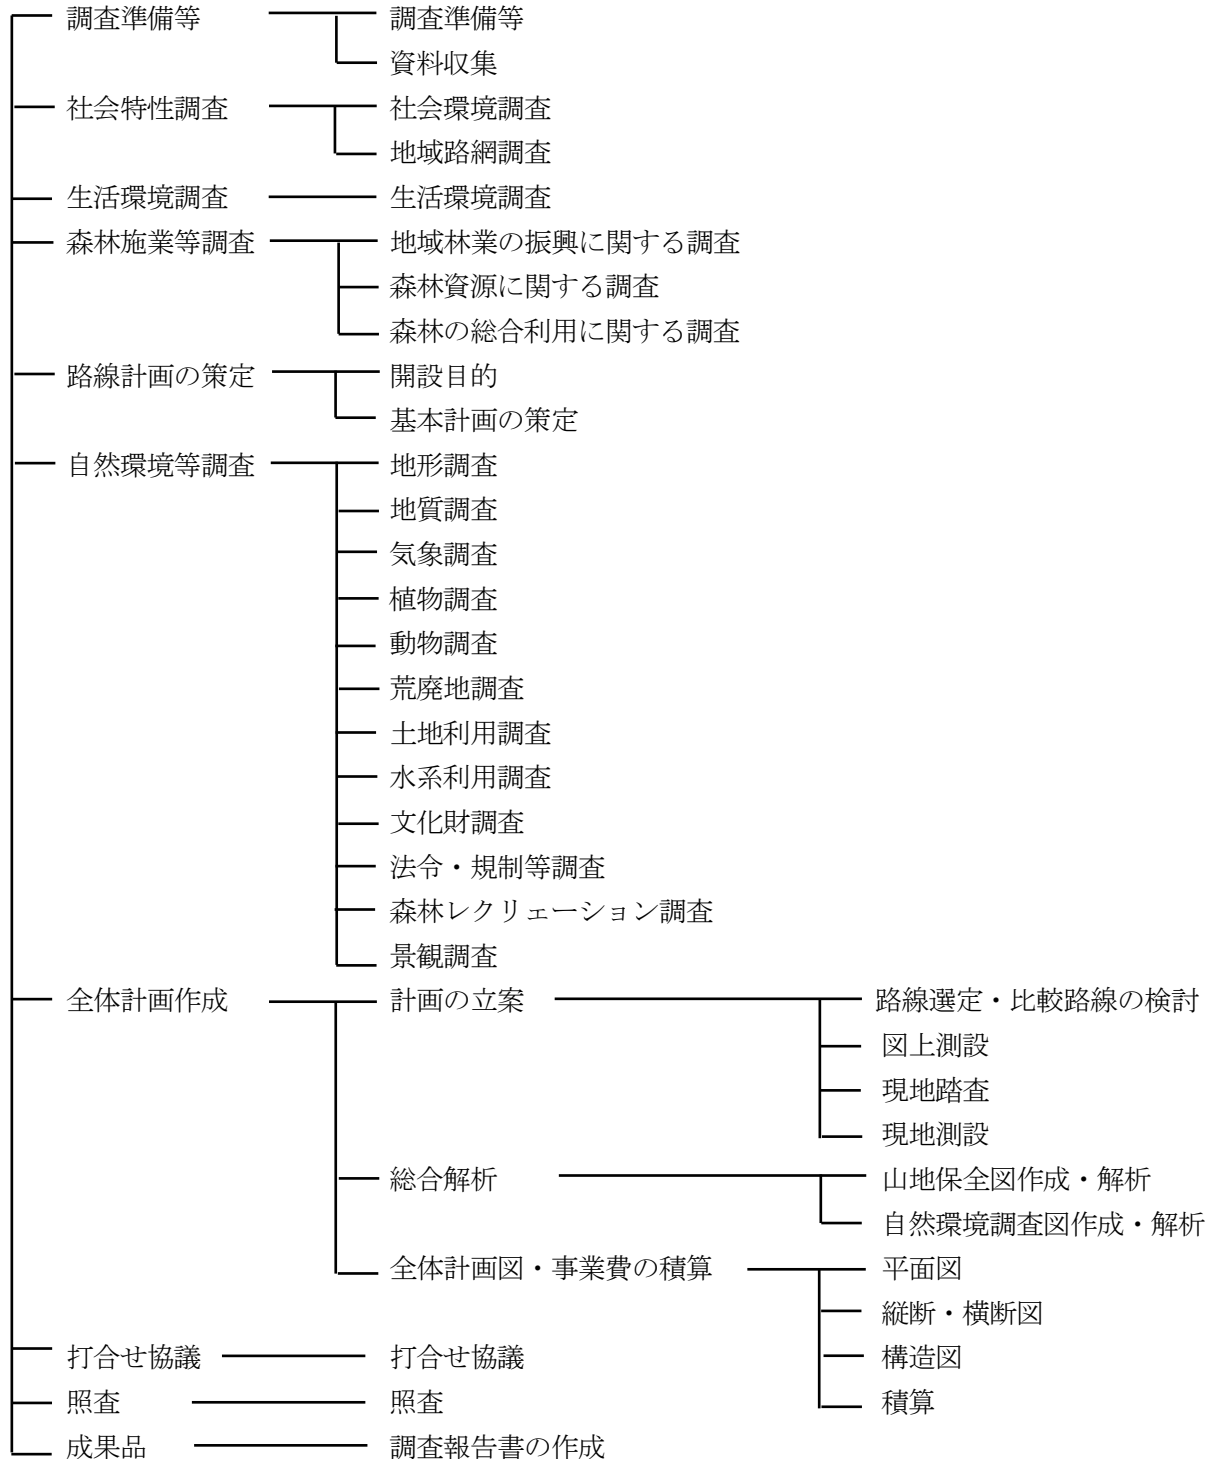 調査準備等 調査準備等
資料収集
社会特性調査 社会環境調査
地域路網調査
生活環境調査 生活環境調査
森林施業等調査 地域林業の振興に関する調査
森林資源に関する調査
森林の総合利用に関する調査
路線計画の策定 開設目的
基本計画の策定
自然環境等調査 地形調査
地質調査
気象調査
植物調査
動物調査
荒廃地調査
土地利用調査
水系利用調査
文化財調査
法令・規制等調査
森林レクリェーション調査
景観調査
全体計画作成 計画の立案 路線選定・比較路線の検討
図上測設
現地踏査
現地測設
総合解析 山地保全図作成・解析
自然環境調査図作成・解析
全体計画図・事業費の積算 平面図
縦断・横断図
打合せ協議 打合せ協議 構造図
照査 照査 積算
成果品 調査報告書の作成